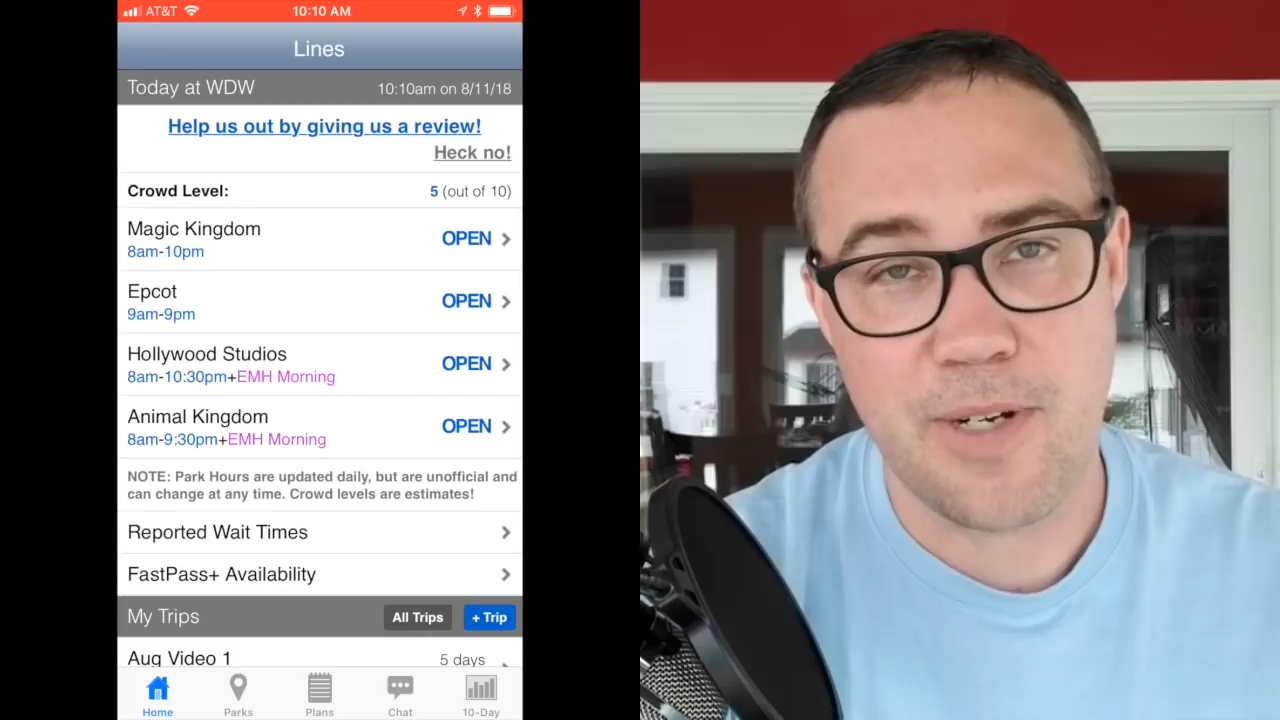 AT&T 10:10 AM
Lines
Today at WDW 10:10am on 8/11/18
Help us out by giving us a review!
Heck no!
Crowd Level: 5 (out of 10)
Magic Kingdom
8am-10pm
OPEN
Epcot
9am-9pm
OPEN
Hollywood Studios
8am-10:30pm+EMH Morning
OPEN
Animal Kingdom
8am-9:30pm+EMH Morning
OPEN
NOTE: Park Hours are updated daily, but are unofficial and
can change at any time. Crowd levels are estimates!
Reported Wait Times
FastPass+ Availability
My Trips All Trips + Trip
Aug Video 1 5 days
Home Parks Plans Chat 10-Day